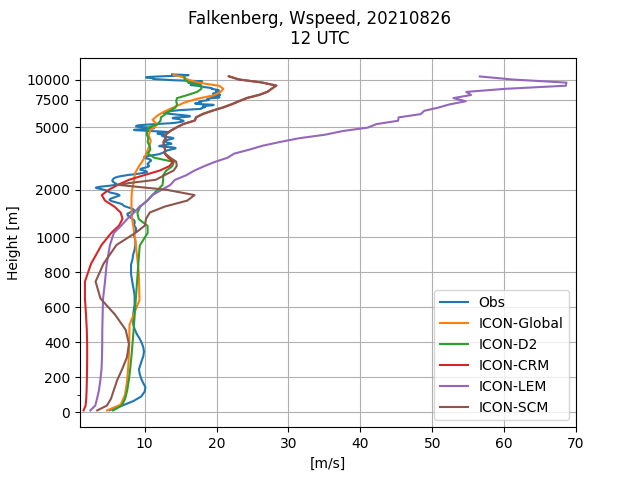 Falkenberg, Wspeed, 20210826
12 UTC
Height [m]
10000
7500
5000
2000
1000
800
600
400
200
0
Obs
ICON-Global
ICON-D2
ICON-CRM
ICON-LEM
ICON-SCM
10 20 30 40 50 60 70
[m/s]